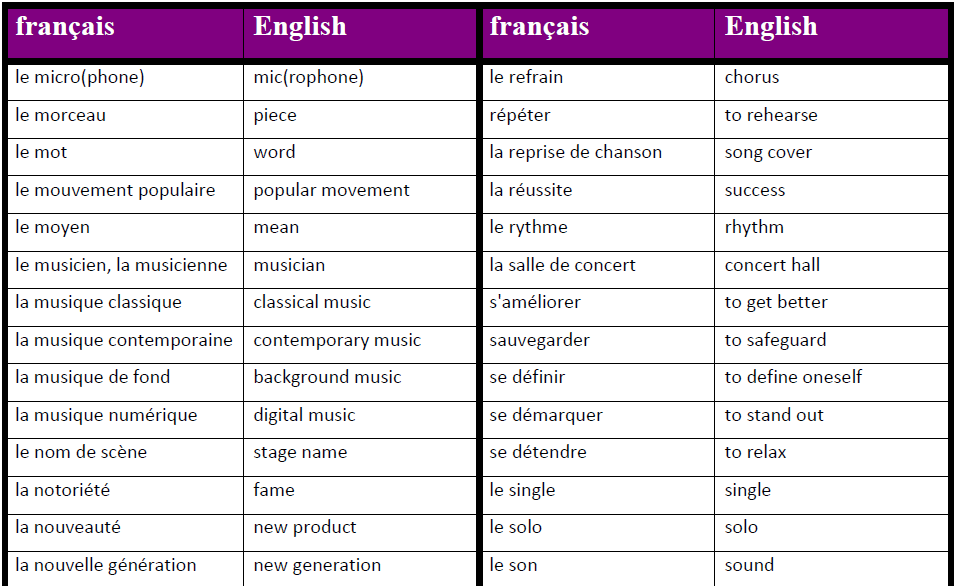 français English français English
le micro(phone) mic(rophone) le refrain chorus
le morceau piece répéter to rehearse
le mot word la reprise de chanson song cover
le mouvement populaire popular movement la réussite success
le moyen mean le rythme rhythm
le musicien, la musicienne musician la salle de concert concert hall
la musique classique classical music s'améliorer to get better
la musique contemporaine contemporary music sauvegarder to safeguard
la musique de fond background music se définir to define oneself
la musique numérique digital music se démarquer to stand out
le nom de scène stage name se détendre to relax
la notoriété fame le single single
la nouveauté new product le solo solo
la nouvelle génération new generation le son sound